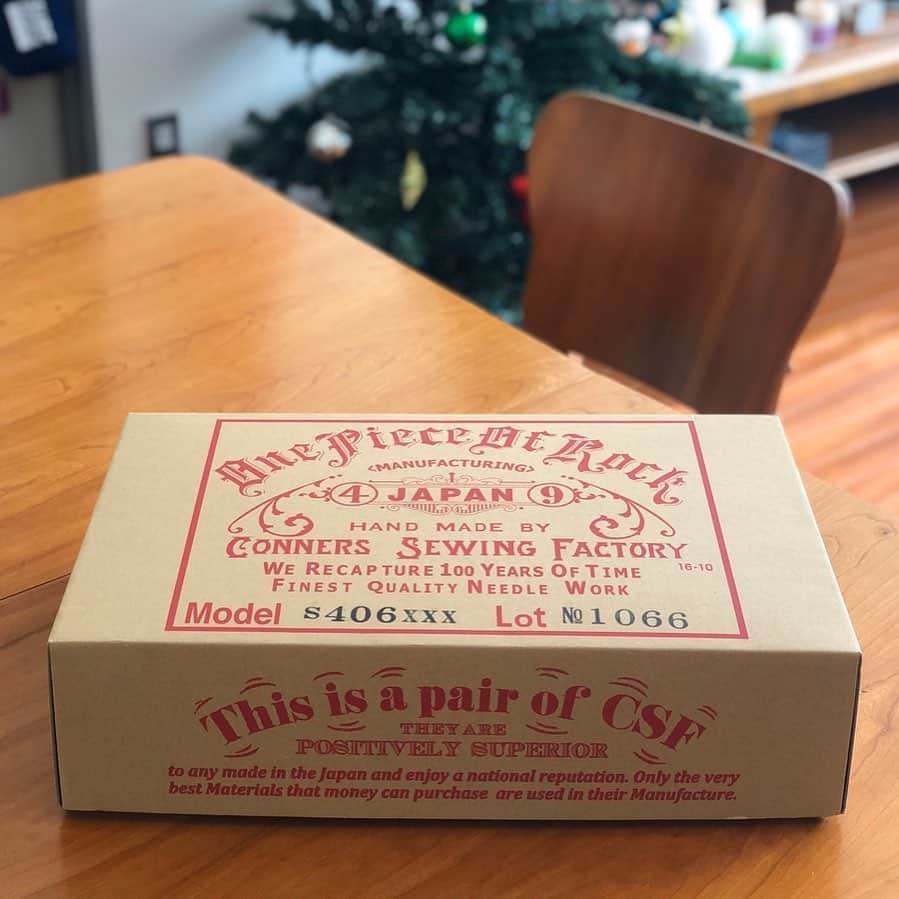 One Piece Of Rock
<MANUFACTURING>
4 JAPAN 9
HAND MADE BY
CONNERS SEWING FACTORY
WE RECAPTURE 100 YEARS OF TIME
16-10
FINEST QUALITY NEEDLE WORK
Model S406XXX Lot № 1066
This is a pair of CSF
THEY ARE
POSITIVELY SUPERIOR
to any made in the Japan and enjoy a national reputation. Only the very
best Materials that money can purchase are used in their Manufacture.